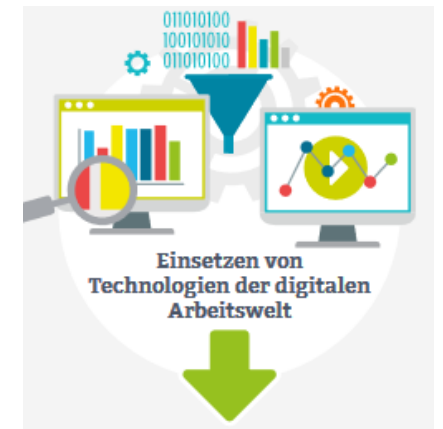 011010100
100101010
011010100
Einsetzen von
Technologien der digitalen
Arbeitswelt